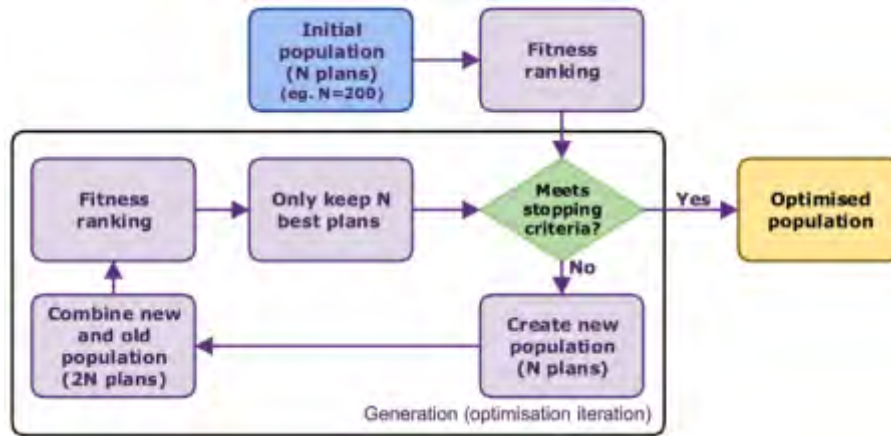 Initial
population
(N plans)
(eg. N=200)
Fitness
ranking
Fitness
ranking
Only keep N
best plans
Meets
stopping
criteria?
Yes
Optimised
population
No
Combine new
and old
population
(2N plans)
Create new
population
(N plans)
Generation (optimisation iteration)